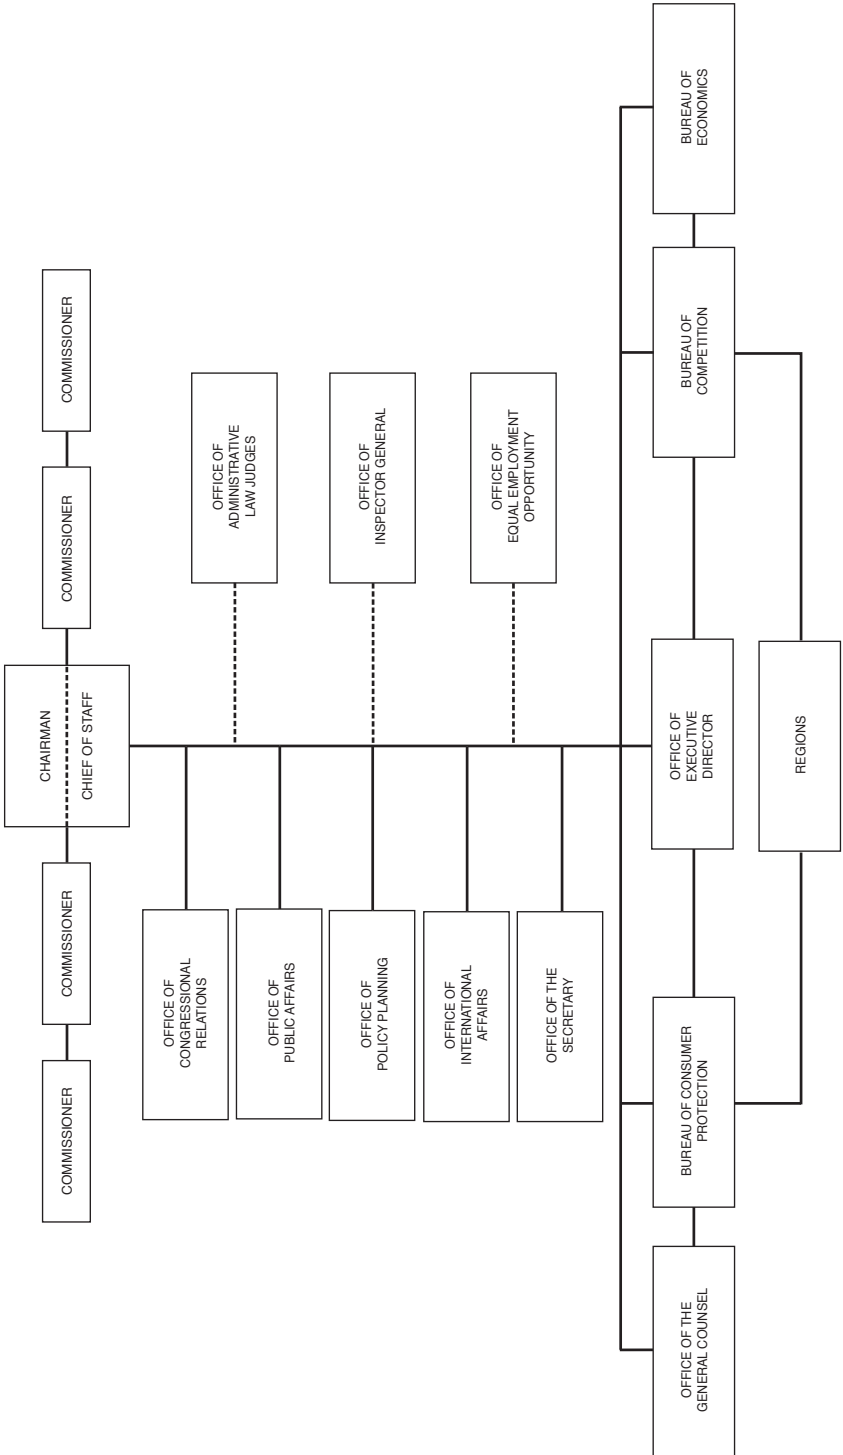 COMMISSIONER
COMMISSIONER
CHAIRMAN
CHIEF OF STAFF
COMMISSIONER
COMMISSIONER
OFFICE OF
CONGRESSIONAL
RELATIONS
OFFICE OF
ADMINISTRATIVE
LAW JUDGES
OFFICE OF
PUBLIC AFFAIRS
OFFICE OF
POLICY PLANNING
OFFICE OF
INSPECTOR GENERAL
OFFICE OF
INTERNATIONAL
AFFAIRS
OFFICE OF
EQUAL EMPLOYMENT
OPPORTUNITY
OFFICE OF THE
SECRETARY
OFFICE OF THE
GENERAL COUNSEL
BUREAU OF CONSUMER
PROTECTION
OFFICE OF
EXECUTIVE
DIRECTOR
BUREAU OF
COMPETITION
BUREAU OF
ECONOMICS
REGIONS